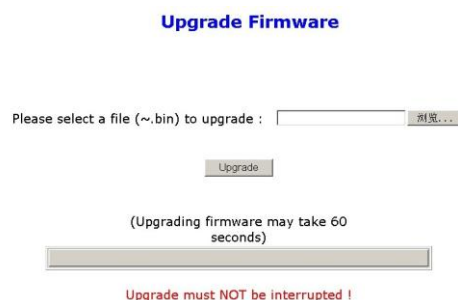 Upgrade Firmware
Please select a file (~.bin) to upgrade : 浏览...
Upgrade
(Upgrading firmware may take 60
seconds)
Upgrade must NOT be interrupted !